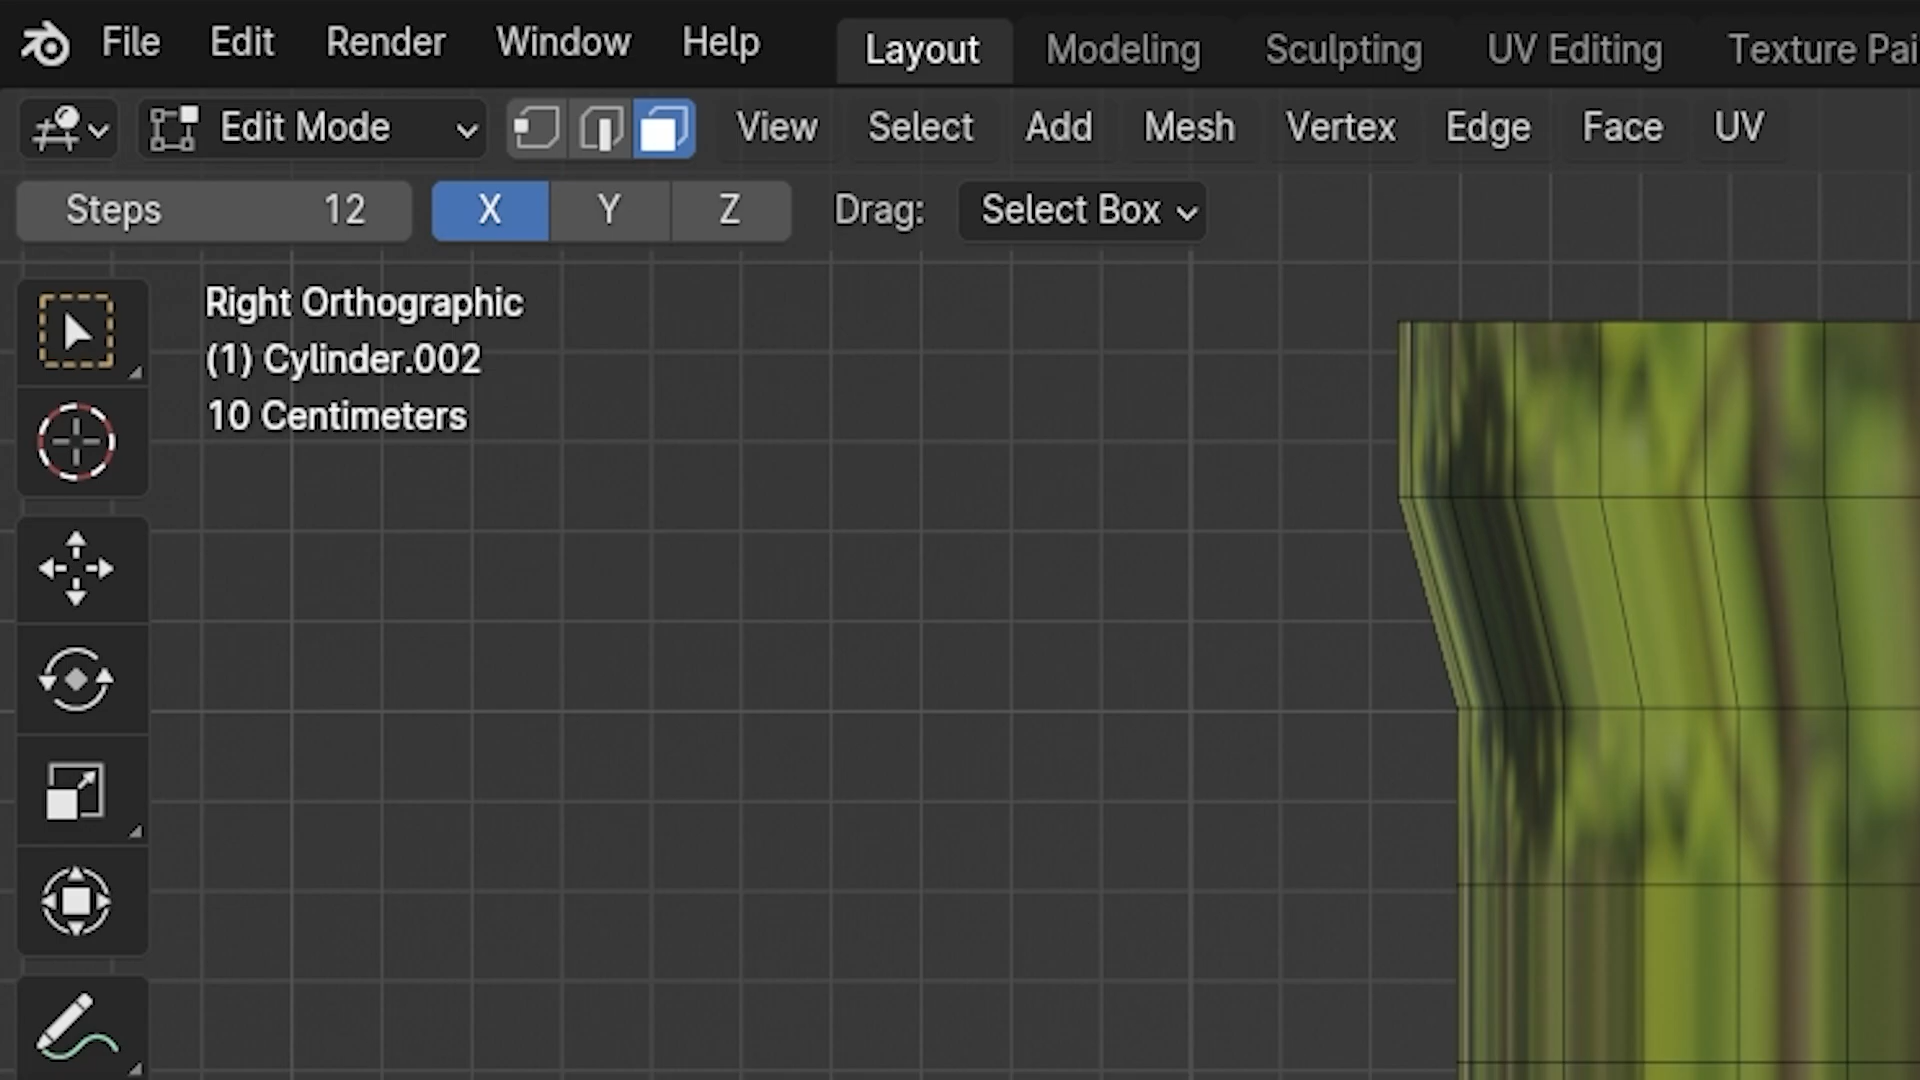 File Edit Render Window Help Layout Modeling Sculpting UV Editing Texture Pai
Edit Mode View Select Add Mesh Vertex Edge Face UV
Steps 12 X Y Z Drag: Select Box
Right Orthographic
(1) Cylinder.002
10 Centimeters